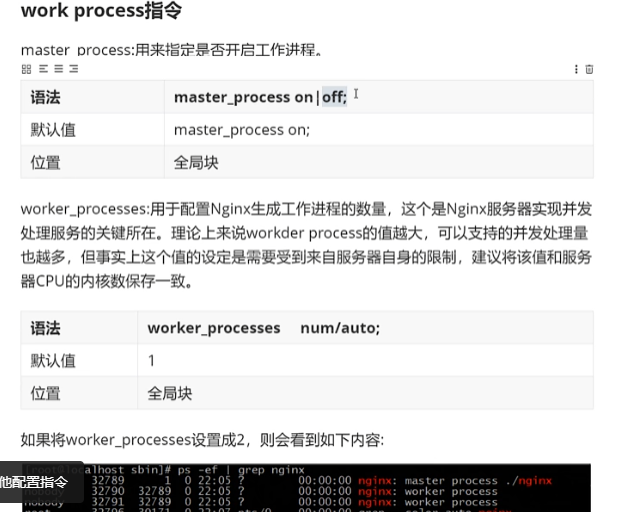 work process指令
master_process:用来指定是否开启工作进程。
语法 master_process on|off;
默认值 master_process on;
位置 全局块
worker_processes:用于配置Nginx生成工作进程的数量，这个是Nginx服务器实现并发
处理服务的关键所在。理论上来说workder process的值越大，可以支持的并发处理量
也越多，但事实上这个值的设定是需要受到来自服务器自身的限制，建议将该值和服务
器CPU的内核数保存一致。
语法 worker_processes num/auto;
默认值 1
位置 全局块
如果将worker_processes设置成2，则会看到如下内容:
alhost sbin]# ps -ef | grep nginx
他配置指令
32789 1 0 22:05 ? 00:00:00 nginx: master process ./nginx
nobody 32790 32789 0 22:05 ? 00:00:00 nginx: worker process
nobody 32791 32789 0 22:05 ? 00:00:00 nginx: worker process